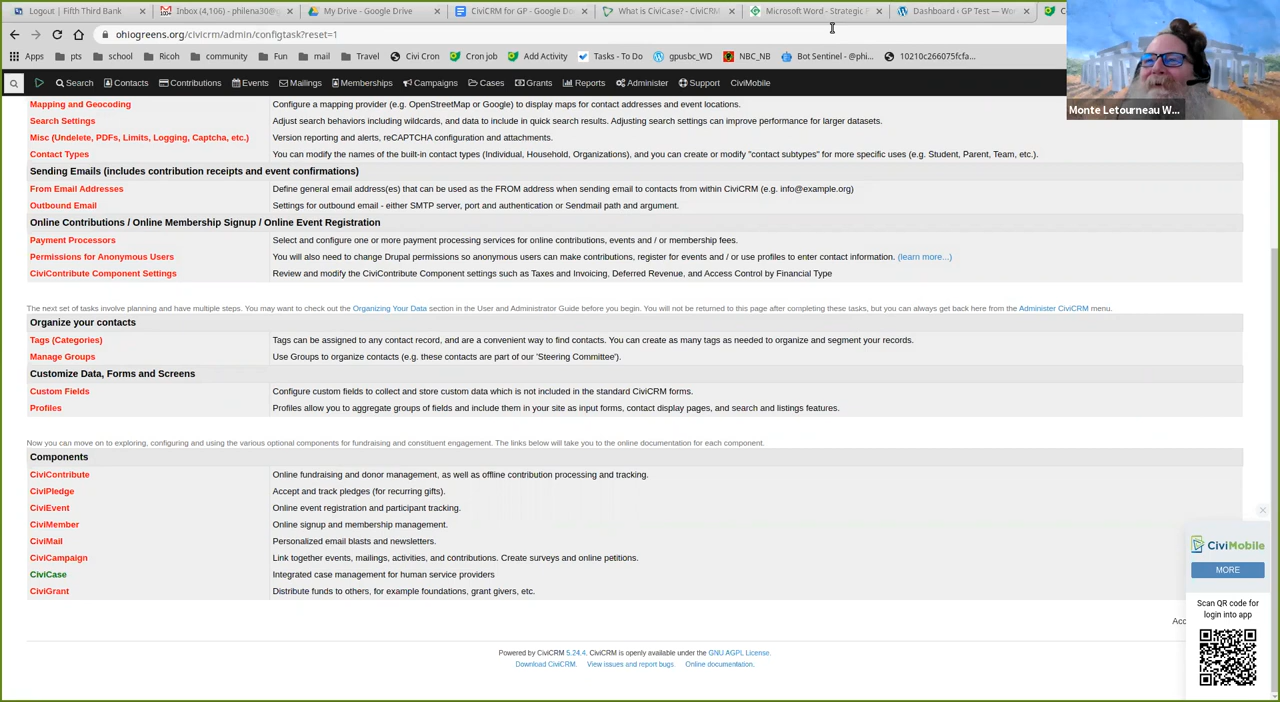 Logout | Fifth Third Bank
Inbox (4,106) - philena30@g
My Drive - Google Drive
CiviCRM for GP - Google Do
What is CiviCase? - CiviCRM
Microsoft Word - Strategic P
Dashboard ‹ GP Test — Wor
ohiogreens.org/civicrm/admin/configtask?reset=1
Apps
pts
school
Ricoh
community
Fun
mail
Travel
Civi Cron
Cron job
Add Activity
Tasks - To Do
gpusbc_WD
NBC_NB
Bot Sentinel - @phi...
10210c266075fcfa...
Search
Contacts
Contributions
Events
Mailings
Memberships
Campaigns
Cases
Grants
Reports
Administer
Support
CiviMobile
Monte Letourneau W...
Mapping and Geocoding Configure a mapping provider (e.g. OpenStreetMap or Google) to display maps for contact addresses and event locations.
Search Settings Adjust search behaviors including wildcards, and data to include in quick search results. Adjusting search settings can improve performance for larger datasets.
Misc (Undelete, PDFs, Limits, Logging, Captcha, etc.) Version reporting and alerts, reCAPTCHA configuration and attachments.
Contact Types You can modify the names of the built-in contact types (Individual, Household, Organizations), and you can create or modify "contact subtypes" for more specific uses (e.g. Student, Parent, Team, etc.).
Sending Emails (includes contribution receipts and event confirmations)
From Email Addresses Define general email address(es) that can be used as the FROM address when sending email to contacts from within CiviCRM (e.g. info@example.org)
Outbound Email Settings for outbound email - either SMTP server, port and authentication or Sendmail path and argument.
Online Contributions / Online Membership Signup / Online Event Registration
Payment Processors Select and configure one or more payment processing services for online contributions, events and / or membership fees.
Permissions for Anonymous Users You will also need to change Drupal permissions so anonymous users can make contributions, register for events and / or use profiles to enter contact information. (learn more...)
CiviContribute Component Settings Review and modify the CiviContribute Component settings such as Taxes and Invoicing, Deferred Revenue, and Access Control by Financial Type
The next set of tasks involve planning and have multiple steps. You may want to check out the Organizing Your Data section in the User and Administrator Guide before you begin. You will not be returned to this page after completing these tasks, but you can always get back here from the Administer CiviCRM menu.
Organize your contacts
Tags (Categories) Tags can be assigned to any contact record, and are a convenient way to find contacts. You can create as many tags as needed to organize and segment your records.
Manage Groups Use Groups to organize contacts (e.g. these contacts are part of our 'Steering Committee').
Customize Data, Forms and Screens
Custom Fields Configure custom fields to collect and store custom data which is not included in the standard CiviCRM forms.
Profiles Profiles allow you to aggregate groups of fields and include them in your site as input forms, contact display pages, and search and listings features.
Now you can move on to exploring, configuring and using the various optional components for fundraising and constituent engagement. The links below will take you to the online documentation for each component.
Components
CiviContribute Online fundraising and donor management, as well as offline contribution processing and tracking.
CiviPledge Accept and track pledges (for recurring gifts).
CiviEvent Online event registration and participant tracking.
CiviMember Online signup and membership management.
CiviMail Personalized email blasts and newsletters.
CiviCampaign Link together events, mailings, activities, and contributions. Create surveys and online petitions.
CiviCase Integrated case management for human service providers
CiviGrant Distribute funds to others, for example foundations, grant givers, etc.
CiviMobile
MORE
Scan QR code for
login into app
Acc
Powered by CiviCRM 5.24.4. CiviCRM is openly available under the GNU AGPL License.
Download CiviCRM. View issues and report bugs. Online documentation.